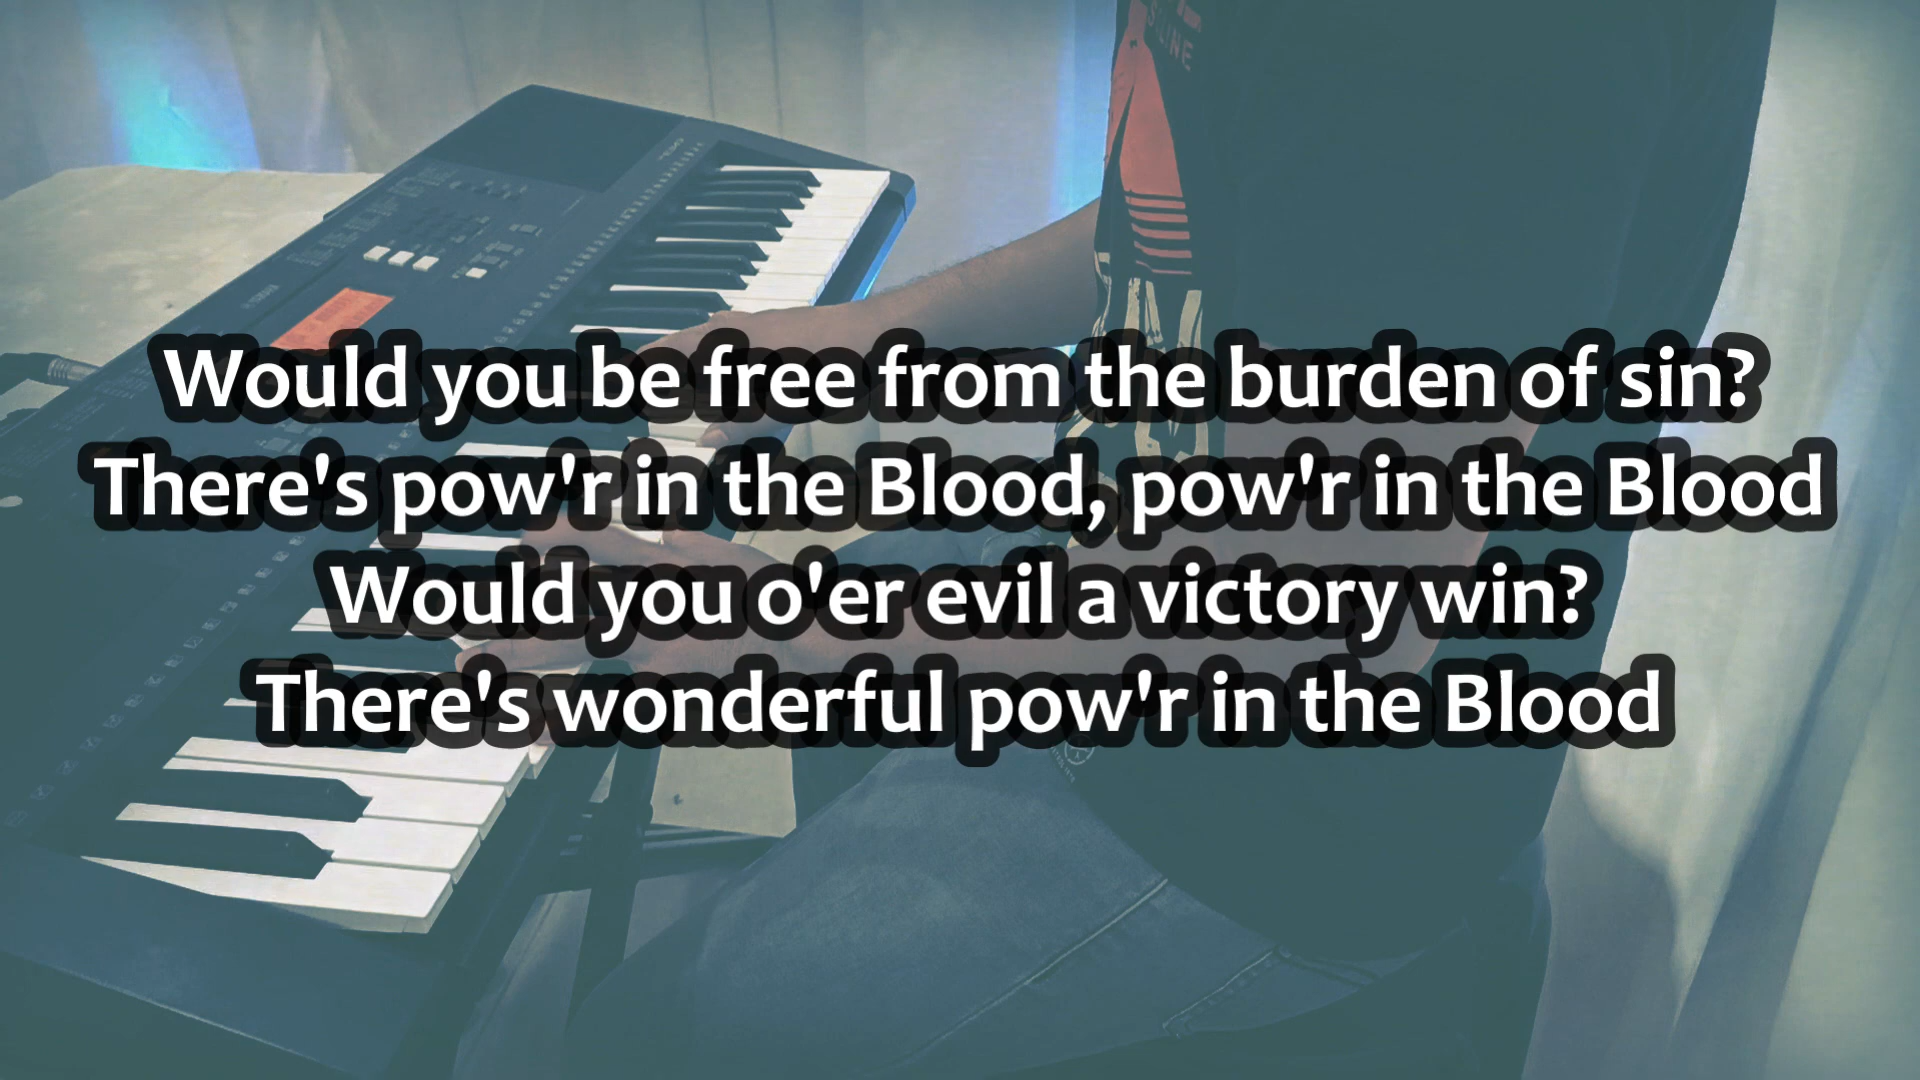 Would you be free from the burden of sin?
There's pow'r in the Blood, pow'r in the Blood
Would you o'er evil a victory win?
There's wonderful pow'r in the Blood